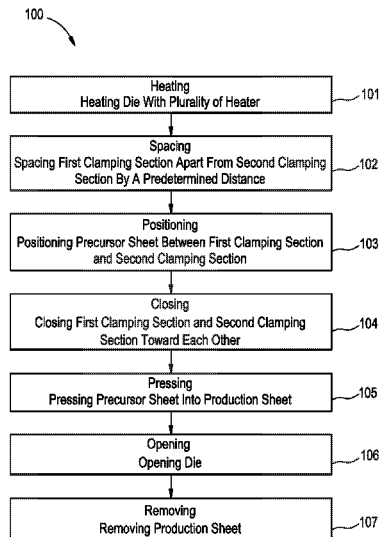 100
Heating
Heating Die With Plurality of Heater
101
Spacing
Spacing First Clamping Section Apart From Second Clamping
Section By A Predetermined Distance
102
Positioning
Positioning Precursor Sheet Between First Clamping Section
and Second Clamping Section
103
Closing
Closing First Clamping Section and Second Clamping
Section Toward Each Other
104
Pressing
Pressing Precursor Sheet Into Production Sheet
105
Opening
Opening Die
106
Removing
Removing Production Sheet
107